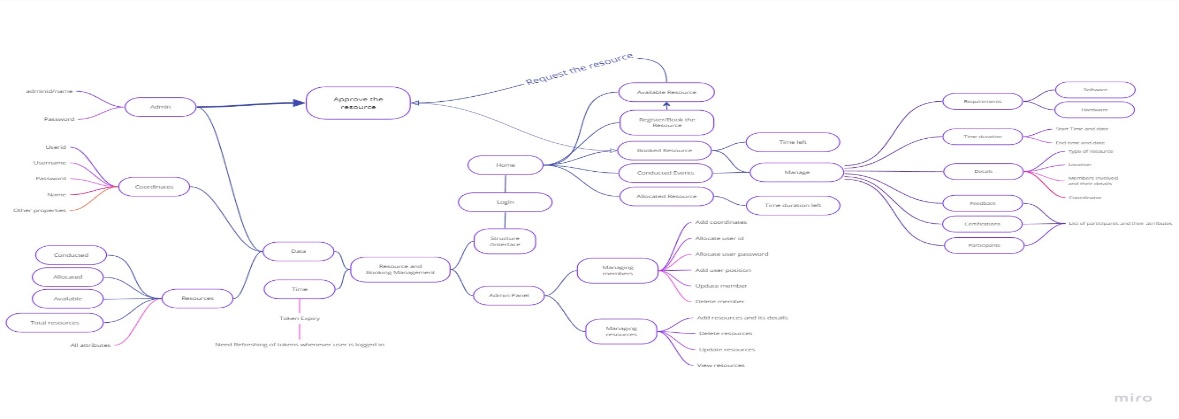 Request the resource
Approve the
resource
Admin
adminid/name
Password
Userid
Username
Password
Name
Other properties
Coordinates
Conducted
Allocated
Available
Total resources
All attributes
Resources
Data
Time
Token Expiry
Need Refreshing of tokens whenever user is logged in
Resource and
Booking Management
Home
Login
Structure
/Interface
Admin Panel
Available Resource
Register/Book the
Resource
Booked Resource
Conducted Events
Allocated Resource
Time left
Manage
Time duration left
Managing
members
Add coordinates
Allocate user id
Allocate user password
Add user position
Update member
Delete member
Managing
resources
Add resources and its details
Delete resources
Update resources
View resources
Requirements
Software
Hardware
Time duration
Start Time and date
End time and date
Details
Type of resource
Location
Members involved
and their details
Coordinator
Feedback
Certifications
Participants
List of participants and their attributes
miro